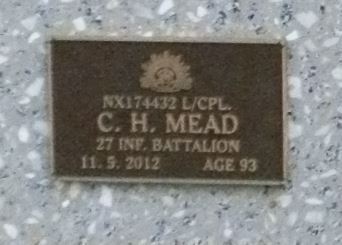 NX174432 L/CPL.
C. H. MEAD
27 INF. BATTALION
11. 5. 2012 AGE 93